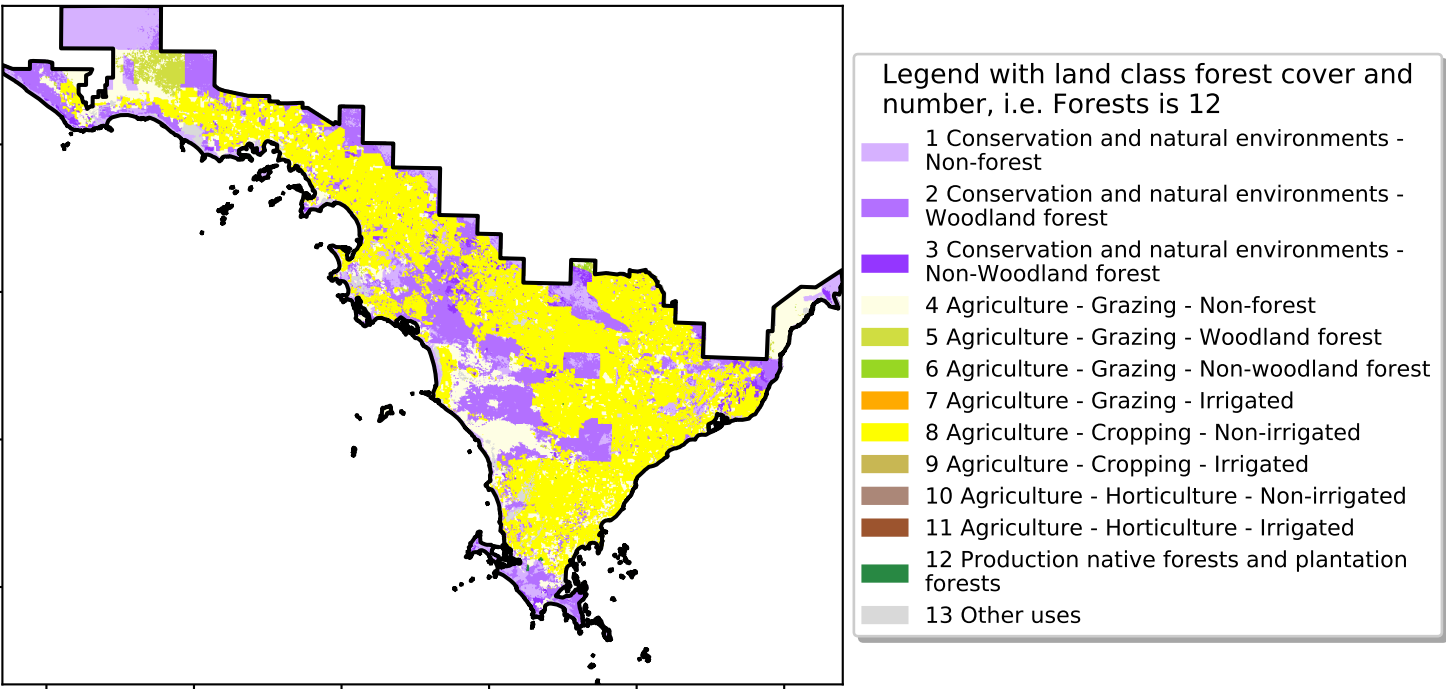 Legend with land class forest cover and
number, i.e. Forests is 12
1 Conservation and natural environments -
Non-forest
2 Conservation and natural environments -
Woodland forest
3 Conservation and natural environments -
Non-Woodland forest
4 Agriculture - Grazing - Non-forest
5 Agriculture - Grazing - Woodland forest
6 Agriculture - Grazing - Non-woodland forest
7 Agriculture - Grazing - Irrigated
8 Agriculture - Cropping - Non-irrigated
9 Agriculture - Cropping - Irrigated
10 Agriculture - Horticulture - Non-irrigated
11 Agriculture - Horticulture - Irrigated
12 Production native forests and plantation
forests
13 Other uses